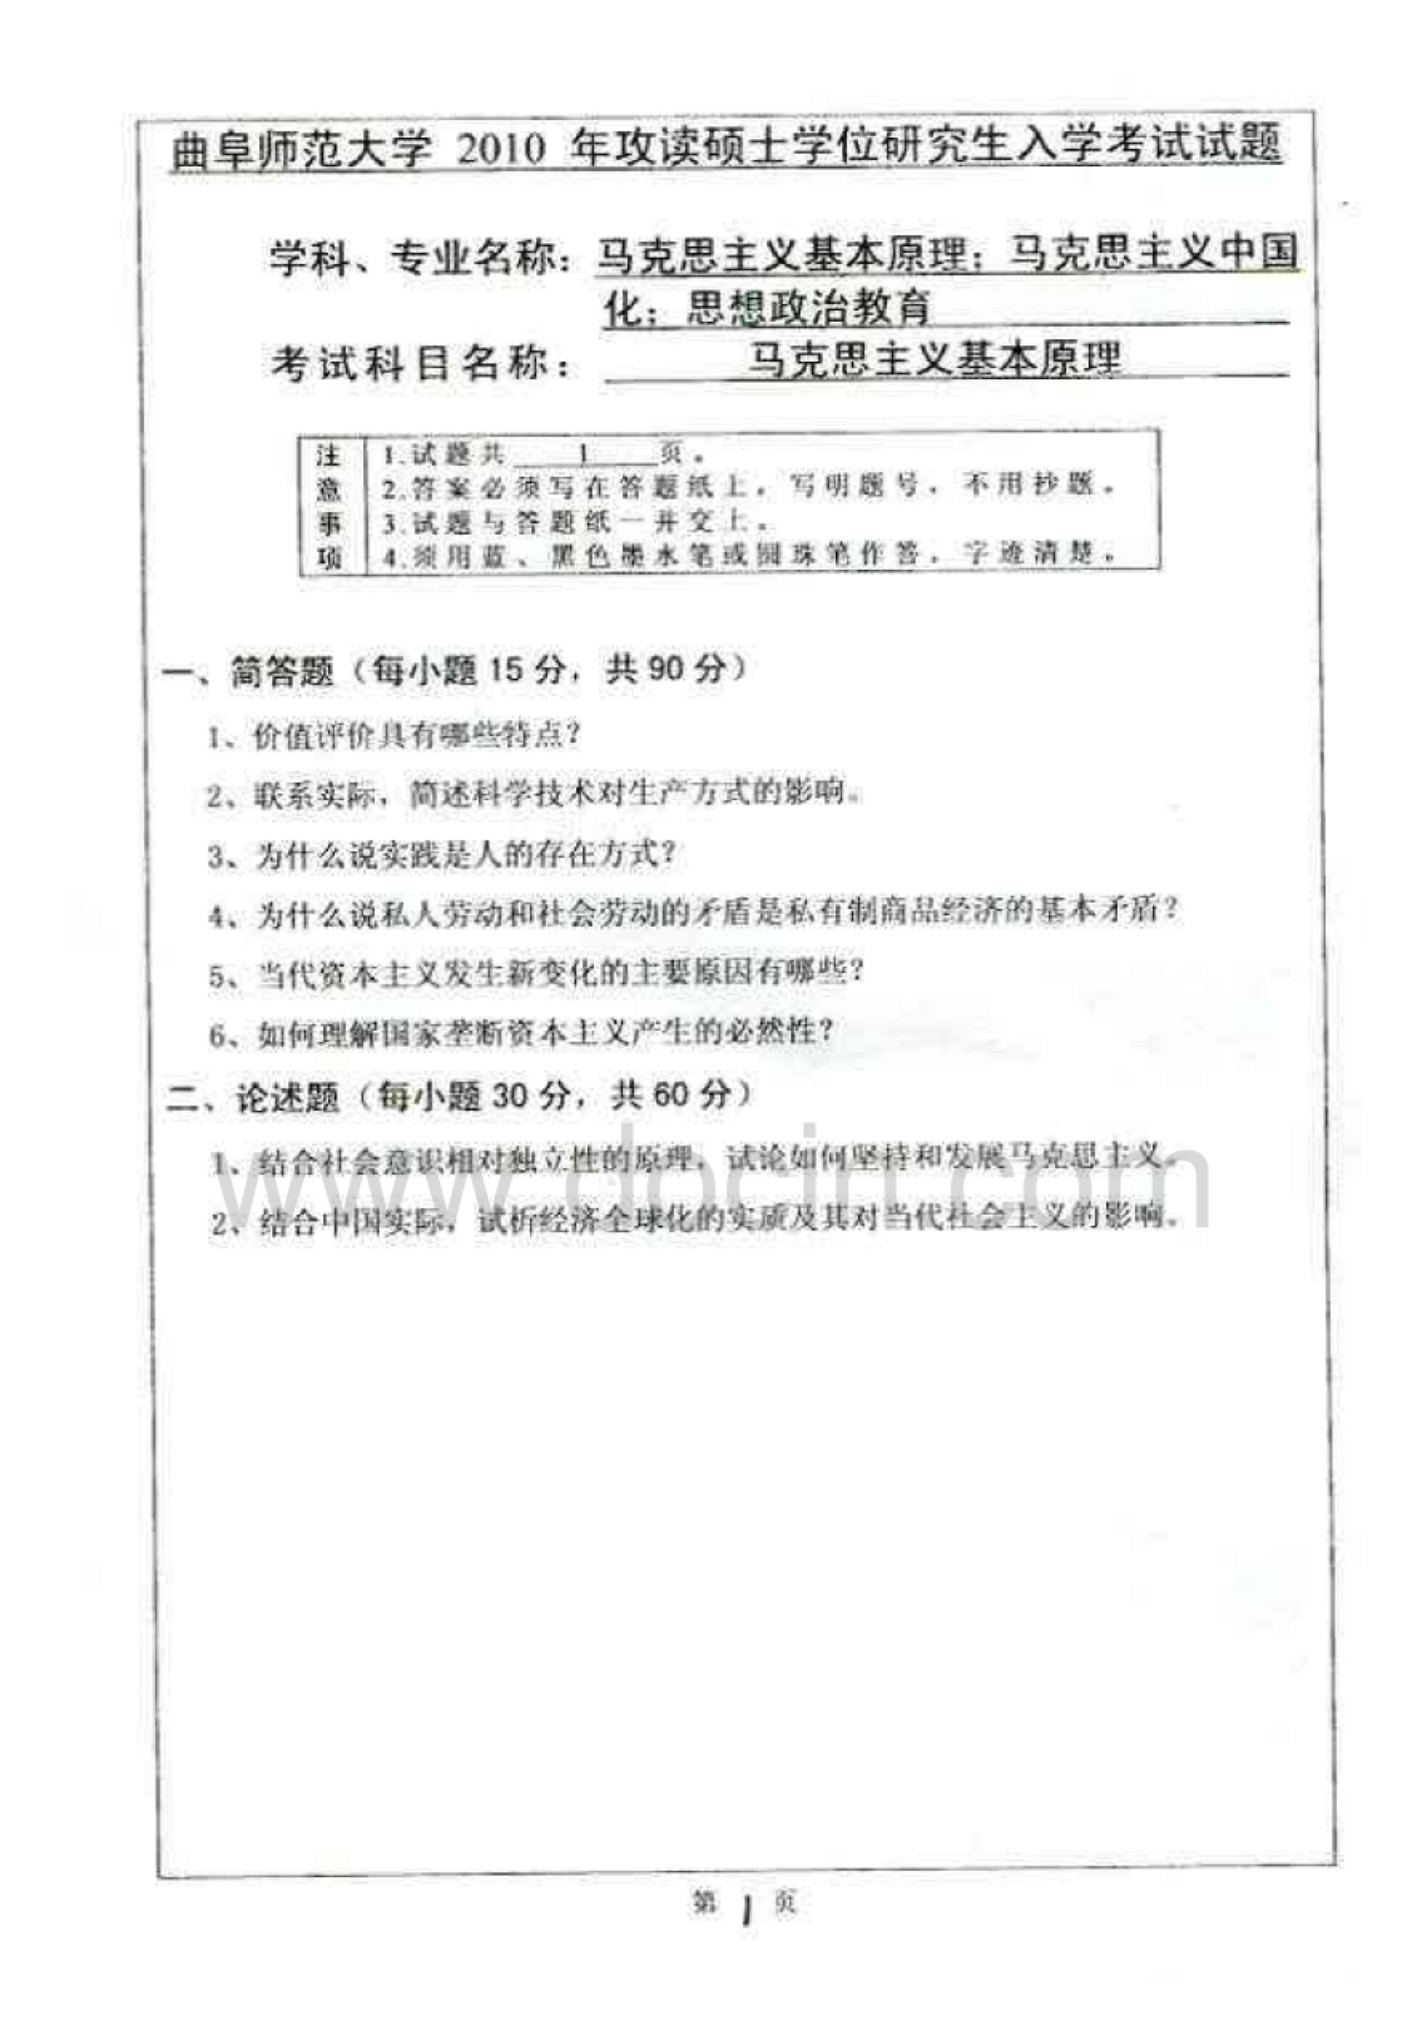 曲阜师范大学 2010 年攻读硕士学位研究生入学考试试题
学科、专业名称：马克思主义基本原理；马克思主义中国
化；思想政治教育
考试科目名称：马克思主义基本原理
注意事项
1.试题共 1 页。
2.答案必须写在答题纸上，写明题号，不用抄题。
3.试题与答题纸一并交上。
4.须用蓝、黑色墨水笔或圆珠笔作答，字迹清楚。
一、简答题（每小题 15 分，共 90 分）
1、价值评价具有哪些特点？
2、联系实际，简述科学技术对生产方式的影响。
3、为什么说实践是人的存在方式？
4、为什么说私人劳动和社会劳动的矛盾是私有制商品经济的基本矛盾？
5、当代资本主义发生新变化的主要原因有哪些？
6、如何理解国家垄断资本主义产生的必然性？
二、论述题（每小题 30 分，共 60 分）
1、结合社会意识相对独立性的原理，试论如何坚持和发展马克思主义。
2、结合中国实际，试析经济全球化的实质及其对当代社会主义的影响。
www.docin.com
第 1 页